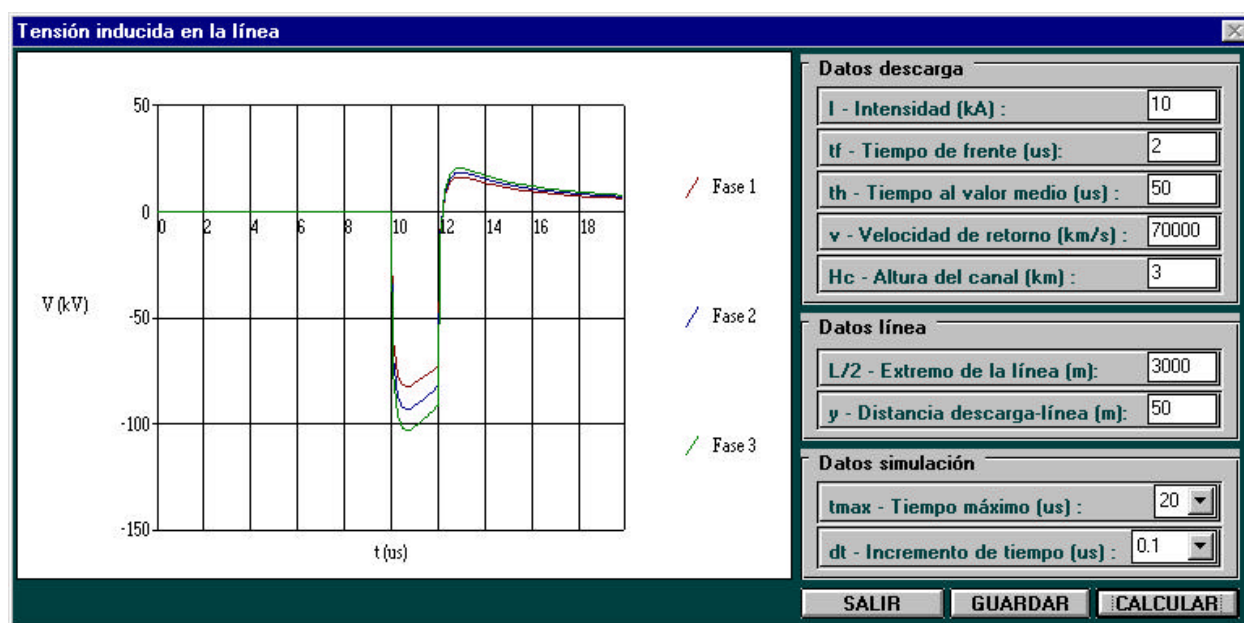 Tensión inducida en la línea
50
0
-50
-100
-150
0 2 4 6 8 10 12 14 16 18
V (kV)
t (us)
Fase 1
Fase 2
Fase 3
Datos descarga
I - Intensidad (kA) : 10
tf - Tiempo de frente (us): 2
th - Tiempo al valor medio (us) : 50
v - Velocidad de retorno (km/s) : 70000
Hc - Altura del canal (km) : 3
Datos línea
L/2 - Extremo de la línea (m): 3000
y - Distancia descarga-línea (m): 50
Datos simulación
tmax - Tiempo máximo (us) : 20
dt - Incremento de tiempo (us) : 0.1
SALIR GUARDAR CALCULAR